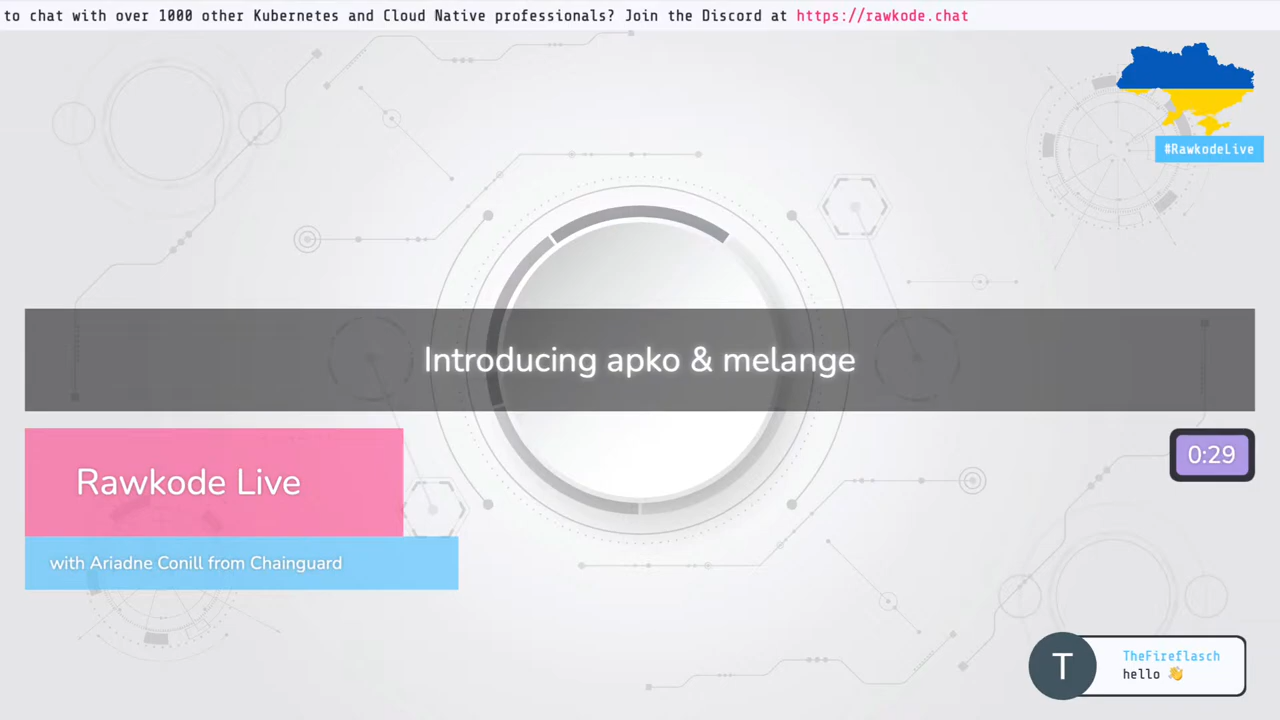 to chat with over 1000 other Kubernetes and Cloud Native professionals? Join the Discord at https://rawkode.chat
#RawkodeLive
Introducing apko & melange
Rawkode Live
0:29
with Ariadne Conill from Chainguard
T
TheFireflasch
hello 👋